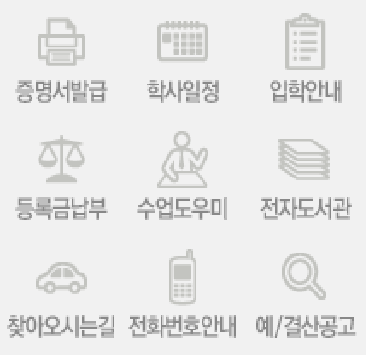 증명서발급 학사일정 입학안내
등록금납부 수업도우미 전자도서관
찾아오시는길 전화번호안내 예/결산공고